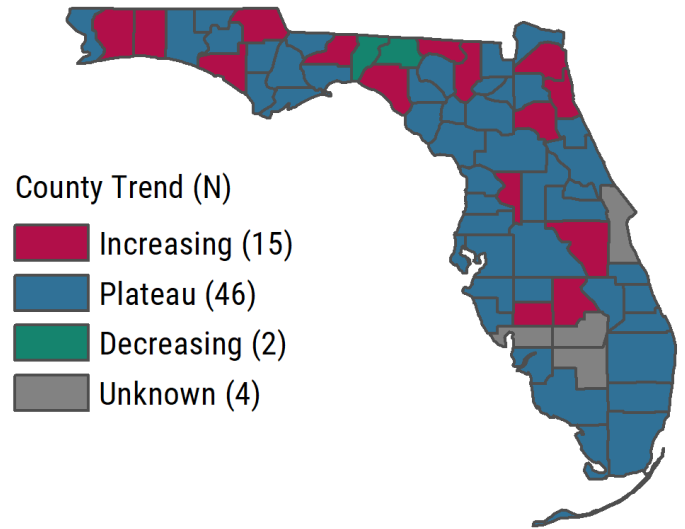 County Trend (N)
Increasing (15)
Plateau (46)
Decreasing (2)
Unknown (4)